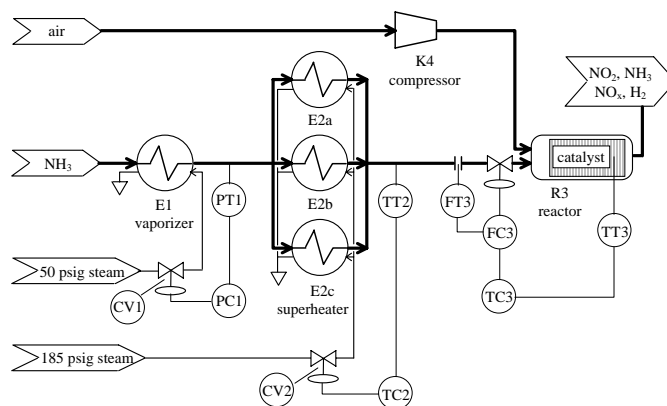 air
K4
compressor
NO2, NH3
NOx, H2
E2a
NH3
E1
vaporizer
PT1
E2b
TT2
FT3
FC3
catalyst
R3
reactor
TT3
50 psig steam
CV1
PC1
E2c
superheater
TC3
185 psig steam
CV2
TC2